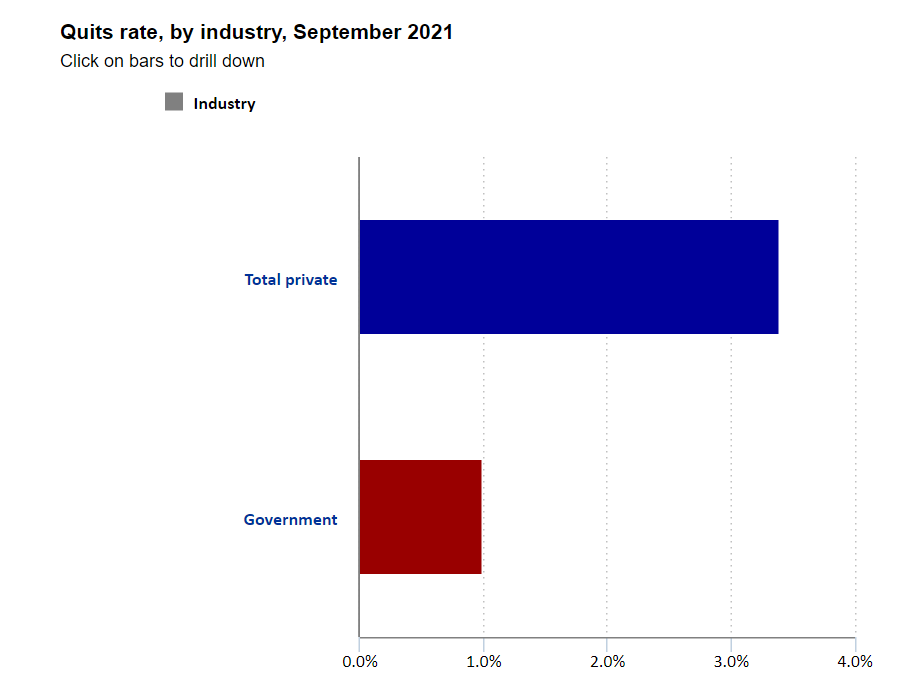 Quits rate, by industry, September 2021
Click on bars to drill down
Industry
Total private
Government
0.0% 1.0% 2.0% 3.0% 4.0%